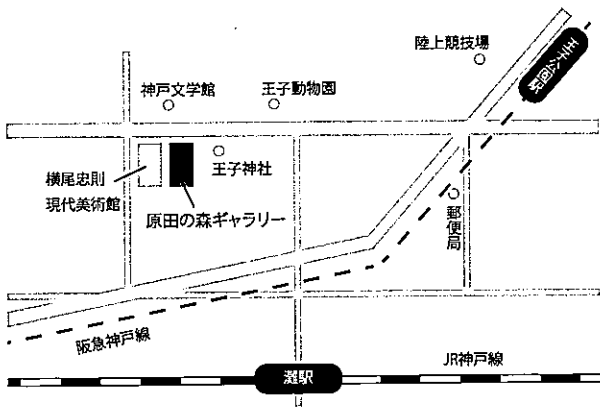 陸上競技場
王子公園駅
神戸文学館
王子動物園
王子神社
横尾忠則
現代美術館
原田の森ギャラリー
郵便局
阪急神戸線
JR神戸線
灘駅